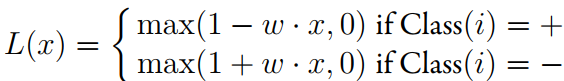 L(x) = { max(1 − w · x, 0) if Class(i) = +
max(1 + w · x, 0) if Class(i) = −